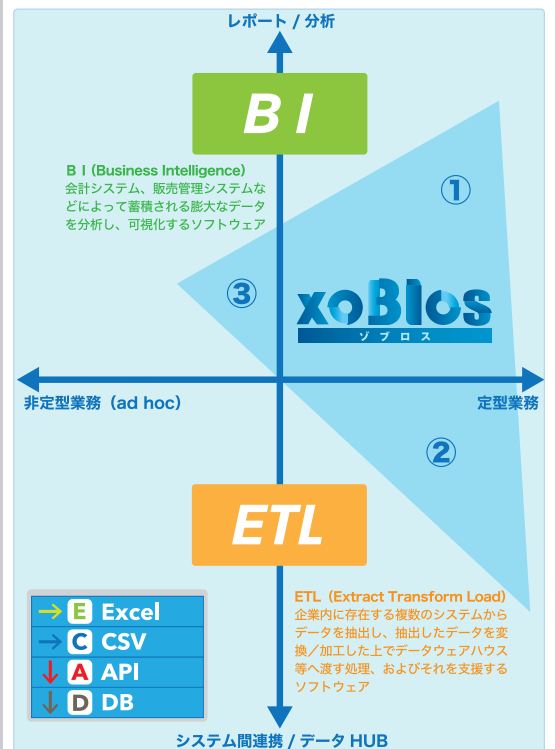 レポート / 分析
BI
BI(Business Intelligence)
会計システム、販売管理システムな
どによって蓄積される膨大なデータ
を分析し、可視化するソフトウェア
①
③
xoBlos
ゾブロス
非定型業務（ad hoc）
定型業務
②
ETL
ETL（Extract Transform Load）
企業内に存在する複数のシステムから
データを抽出し、抽出したデータを変
換／加工した上でデータウェアハウス
等へ渡す処理、およびそれを支援する
ソフトウェア
→ E Excel
→ C CSV
↓ A API
↓ D DB
システム間連携 / データ HUB